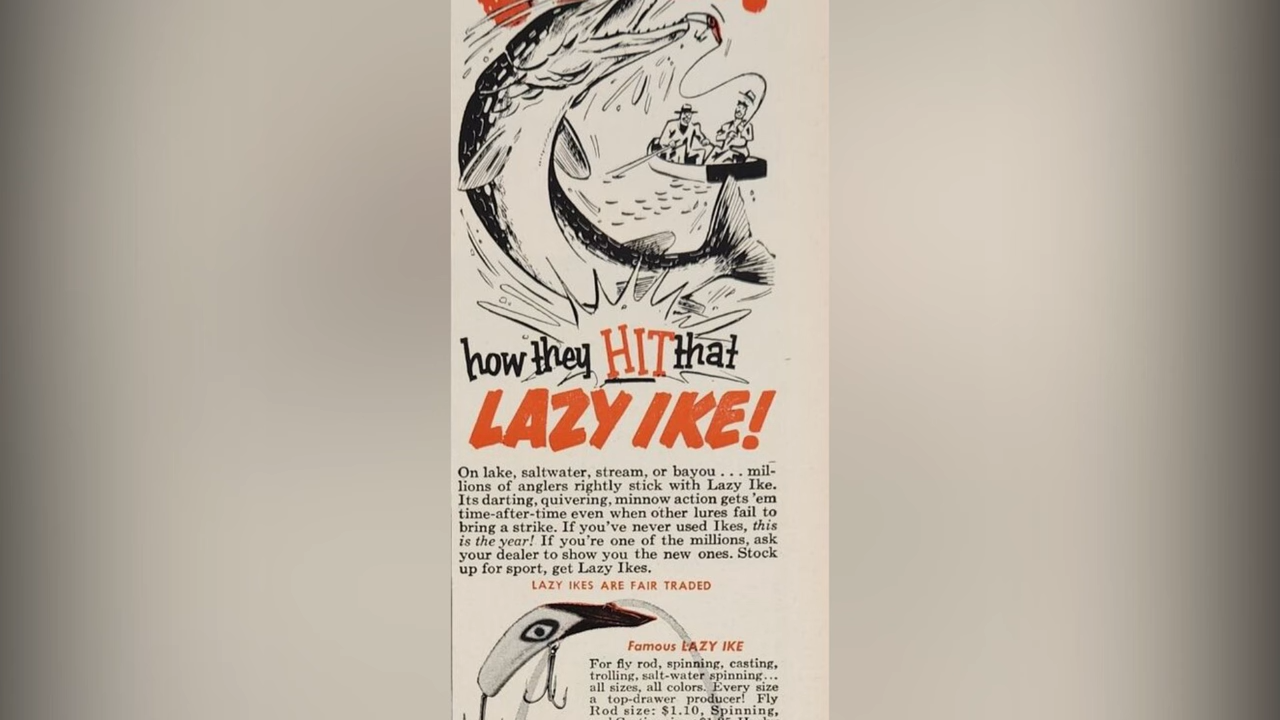 how they HIT that
LAZY IKE!
On lake, saltwater, stream, or bayou . . . mil-
lions of anglers rightly stick with Lazy Ike.
Its darting, quivering, minnow action gets 'em
time-after-time even when other lures fail to
bring a strike. If you've never used Ikes, this
is the year! If you're one of the millions, ask
your dealer to show you the new ones. Stock
up for sport, get Lazy Ikes.
LAZY IKES ARE FAIR TRADED
Famous LAZY IKE
For fly rod, spinning, casting,
trolling, salt-water spinning...
all sizes, all colors. Every size
a top-drawer producer! Fly
Rod size: $1.10, Spinning,